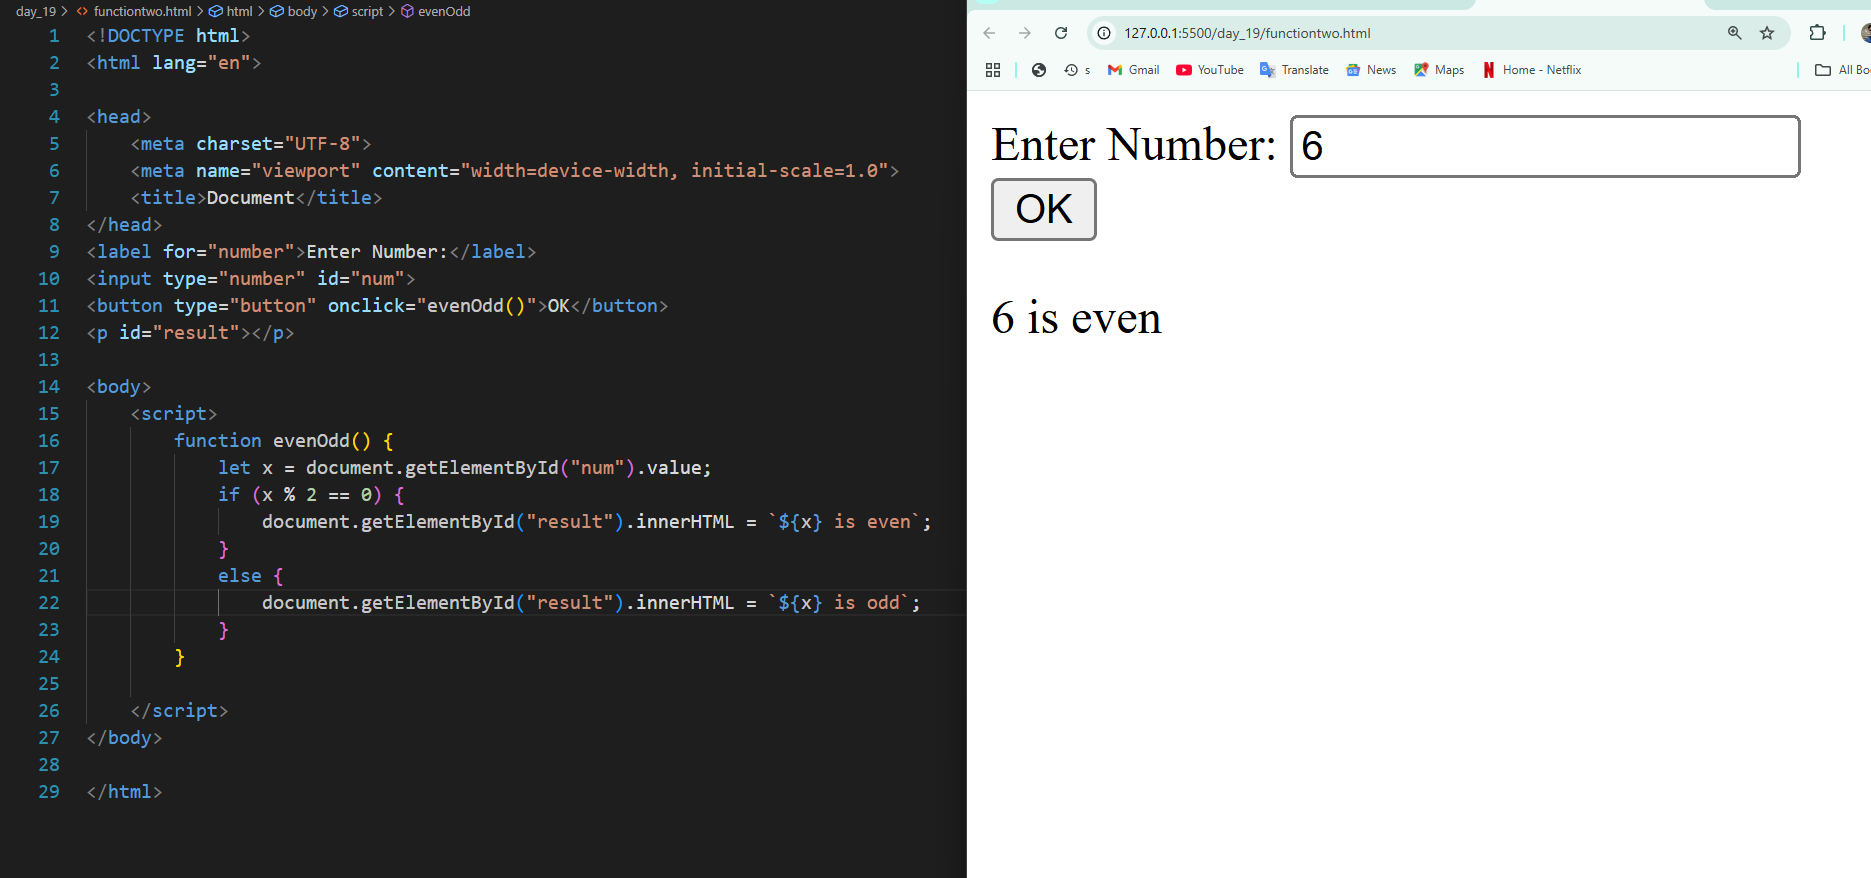 day_19 > <> functiontwo.html > html > body > script > evenOdd
1 <!DOCTYPE html>
2 <html lang="en">
3
4 <head>
5     <meta charset="UTF-8">
6     <meta name="viewport" content="width=device-width, initial-scale=1.0">
7     <title>Document</title>
8 </head>
9 <label for="number">Enter Number:</label>
10 <input type="number" id="num">
11 <button type="button" onclick="evenOdd()">OK</button>
12 <p id="result"></p>
13
14 <body>
15     <script>
16         function evenOdd() {
17             let x = document.getElementById("num").value;
18             if (x % 2 == 0) {
19                 document.getElementById("result").innerHTML = `${x} is even`;
20             }
21             else {
22                 document.getElementById("result").innerHTML = `${x} is odd`;
23             }
24         }
25
26     </script>
27 </body>
28
29 </html>
127.0.0.1:5500/day_19/functiontwo.html
s Gmail YouTube Translate News Maps Home - Netflix All
Enter Number: 6
OK
6 is even